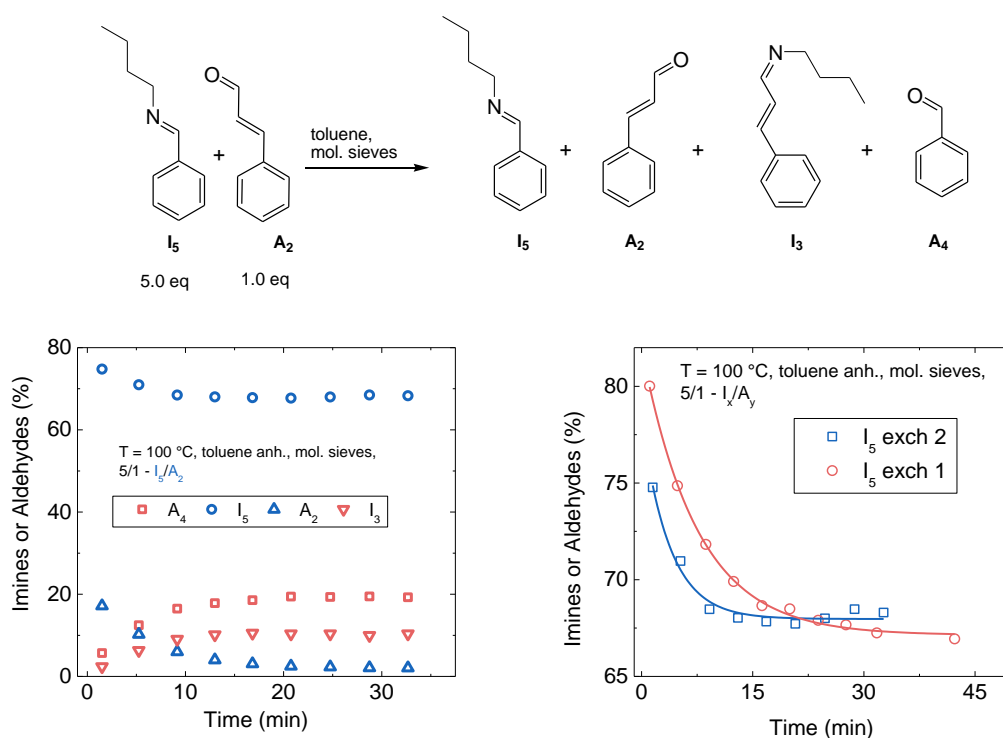 O
N
+
toluene,
mol. sieves
N
+
O
+
N
+
O
I₅
A₂
I₅
A₂
I₃
A₄
5.0 eq
1.0 eq
80
60
40
20
0
Imines or Aldehydes (%)
T = 100 °C, toluene anh., mol. sieves,
5/1 - I₅/A₂
A₄ I₅ A₂ I₃
0 10 20 30
Time (min)
80
75
70
65
Imines or Aldehydes (%)
T = 100 °C, toluene anh., mol. sieves,
5/1 - Iₓ/Aᵧ
I₅ exch 2
I₅ exch 1
0 15 30 45
Time (min)